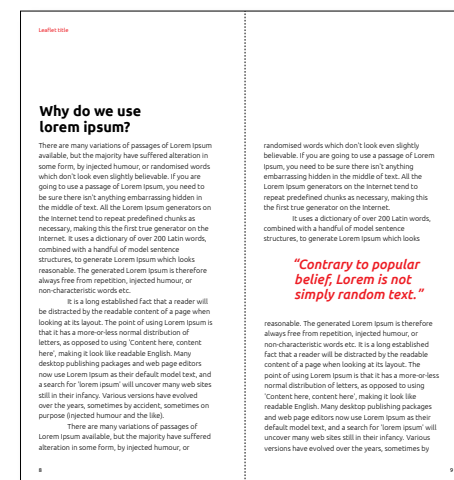 Leaflet title
Why do we use
lorem ipsum?
There are many variations of passages of Lorem Ipsum
available, but the majority have suffered alteration in
some form, by injected humour, or randomised words
which don't look even slightly believable. If you are
going to use a passage of Lorem Ipsum, you need to
be sure there isn't anything embarrassing hidden in
the middle of text. All the Lorem Ipsum generators on
the Internet tend to repeat predefined chunks as
necessary, making this the first true generator on the
Internet. It uses a dictionary of over 200 Latin words,
combined with a handful of model sentence
structures, to generate Lorem Ipsum which looks
reasonable. The generated Lorem Ipsum is therefore
always free from repetition, injected humour, or
non-characteristic words etc.
It is a long established fact that a reader will
be distracted by the readable content of a page when
looking at its layout. The point of using Lorem Ipsum is
that it has a more-or-less normal distribution of
letters, as opposed to using 'Content here, content
here', making it look like readable English. Many
desktop publishing packages and web page editors
now use Lorem Ipsum as their default model text, and
a search for 'lorem ipsum' will uncover many web sites
still in their infancy. Various versions have evolved
over the years, sometimes by accident, sometimes on
purpose (injected humour and the like).
There are many variations of passages of
Lorem Ipsum available, but the majority have suffered
alteration in some form, by injected humour, or
8
randomised words which don't look even slightly
believable. If you are going to use a passage of Lorem
Ipsum, you need to be sure there isn't anything
embarrassing hidden in the middle of text. All the
Lorem Ipsum generators on the Internet tend to
repeat predefined chunks as necessary, making this
the first true generator on the Internet.
It uses a dictionary of over 200 Latin words,
combined with a handful of model sentence
structures, to generate Lorem Ipsum which looks
"Contrary to popular
belief, Lorem is not
simply random text."
reasonable. The generated Lorem Ipsum is therefore
always free from repetition, injected humour, or
non-characteristic words etc. It is a long established
fact that a reader will be distracted by the readable
content of a page when looking at its layout. The
point of using Lorem Ipsum is that it has a more-or-less
normal distribution of letters, as opposed to using
'Content here, content here', making it look like
readable English. Many desktop publishing packages
and web page editors now use Lorem Ipsum as their
default model text, and a search for 'lorem ipsum' will
uncover many web sites still in their infancy. Various
versions have evolved over the years, sometimes by
9